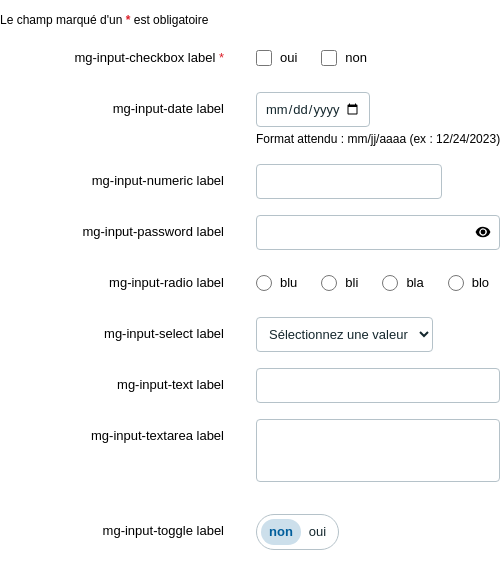 Le champ marqué d'un * est obligatoire
mg-input-checkbox label * oui non
mg-input-date label mm/dd/yyyy
Format attendu : mm/jj/aaaa (ex : 12/24/2023)
mg-input-numeric label
mg-input-password label
mg-input-radio label blu bli bla blo
mg-input-select label Sélectionnez une valeur
mg-input-text label
mg-input-textarea label
mg-input-toggle label non oui